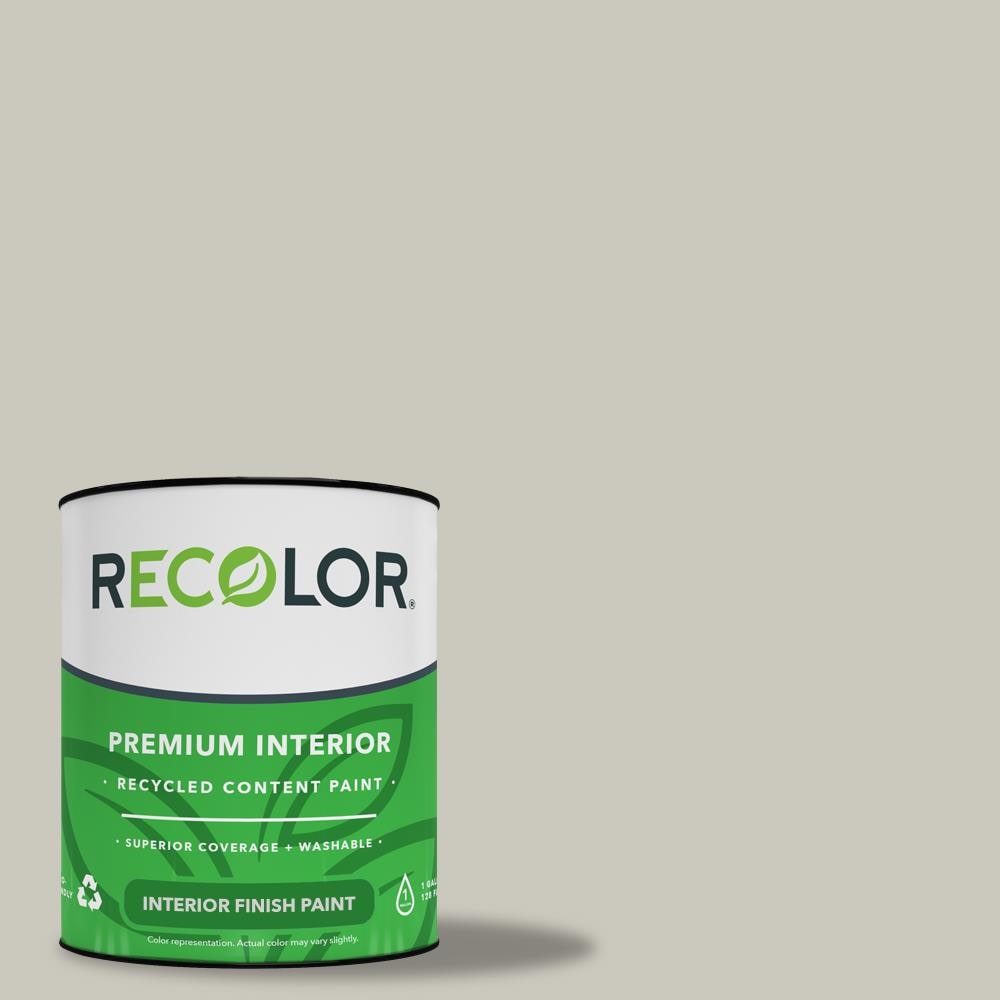 RECOLOR®
PREMIUM INTERIOR
· RECYCLED CONTENT PAINT ·
· SUPERIOR COVERAGE + WASHABLE ·
1
INTERIOR FINISH PAINT
Color representation. Actual color may vary slightly.